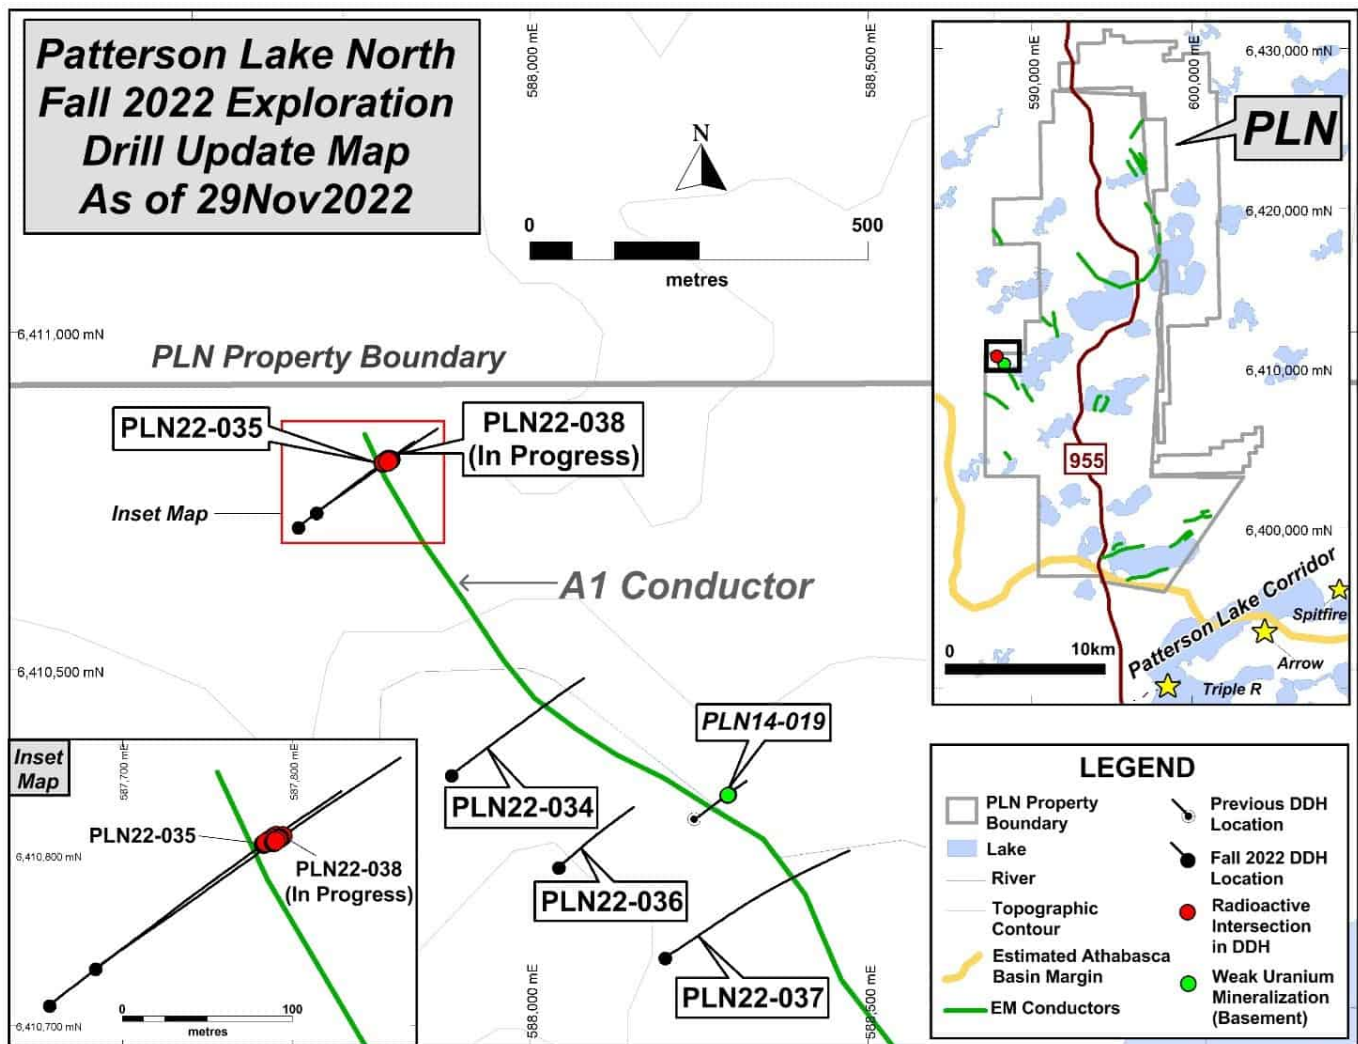 Patterson Lake North
Fall 2022 Exploration
Drill Update Map
As of 29Nov2022
588,000 mE
588,500 mE
N
0
500
metres
6,411,000 mN
PLN Property Boundary
PLN22-035
PLN22-038
(In Progress)
Inset Map
A1 Conductor
6,410,500 mN
PLN14-019
PLN22-034
PLN22-036
PLN22-037
588,000 mE
588,500 mE
Inset
Map
587,700 mE
587,800 mE
PLN22-035
6,410,800 mN
PLN22-038
(In Progress)
0
100
metres
6,410,700 mN
590,000 mE
600,000 mE
6,430,000 mN
PLN
6,420,000 mN
6,410,000 mN
955
6,400,000 mN
Patterson Lake Corridor
Spitfire
Arrow
Triple R
0
10km
LEGEND
PLN Property
Boundary
Lake
River
Topographic
Contour
Estimated Athabasca
Basin Margin
EM Conductors
Previous DDH
Location
Fall 2022 DDH
Location
Radioactive
Intersection
in DDH
Weak Uranium
Mineralization
(Basement)